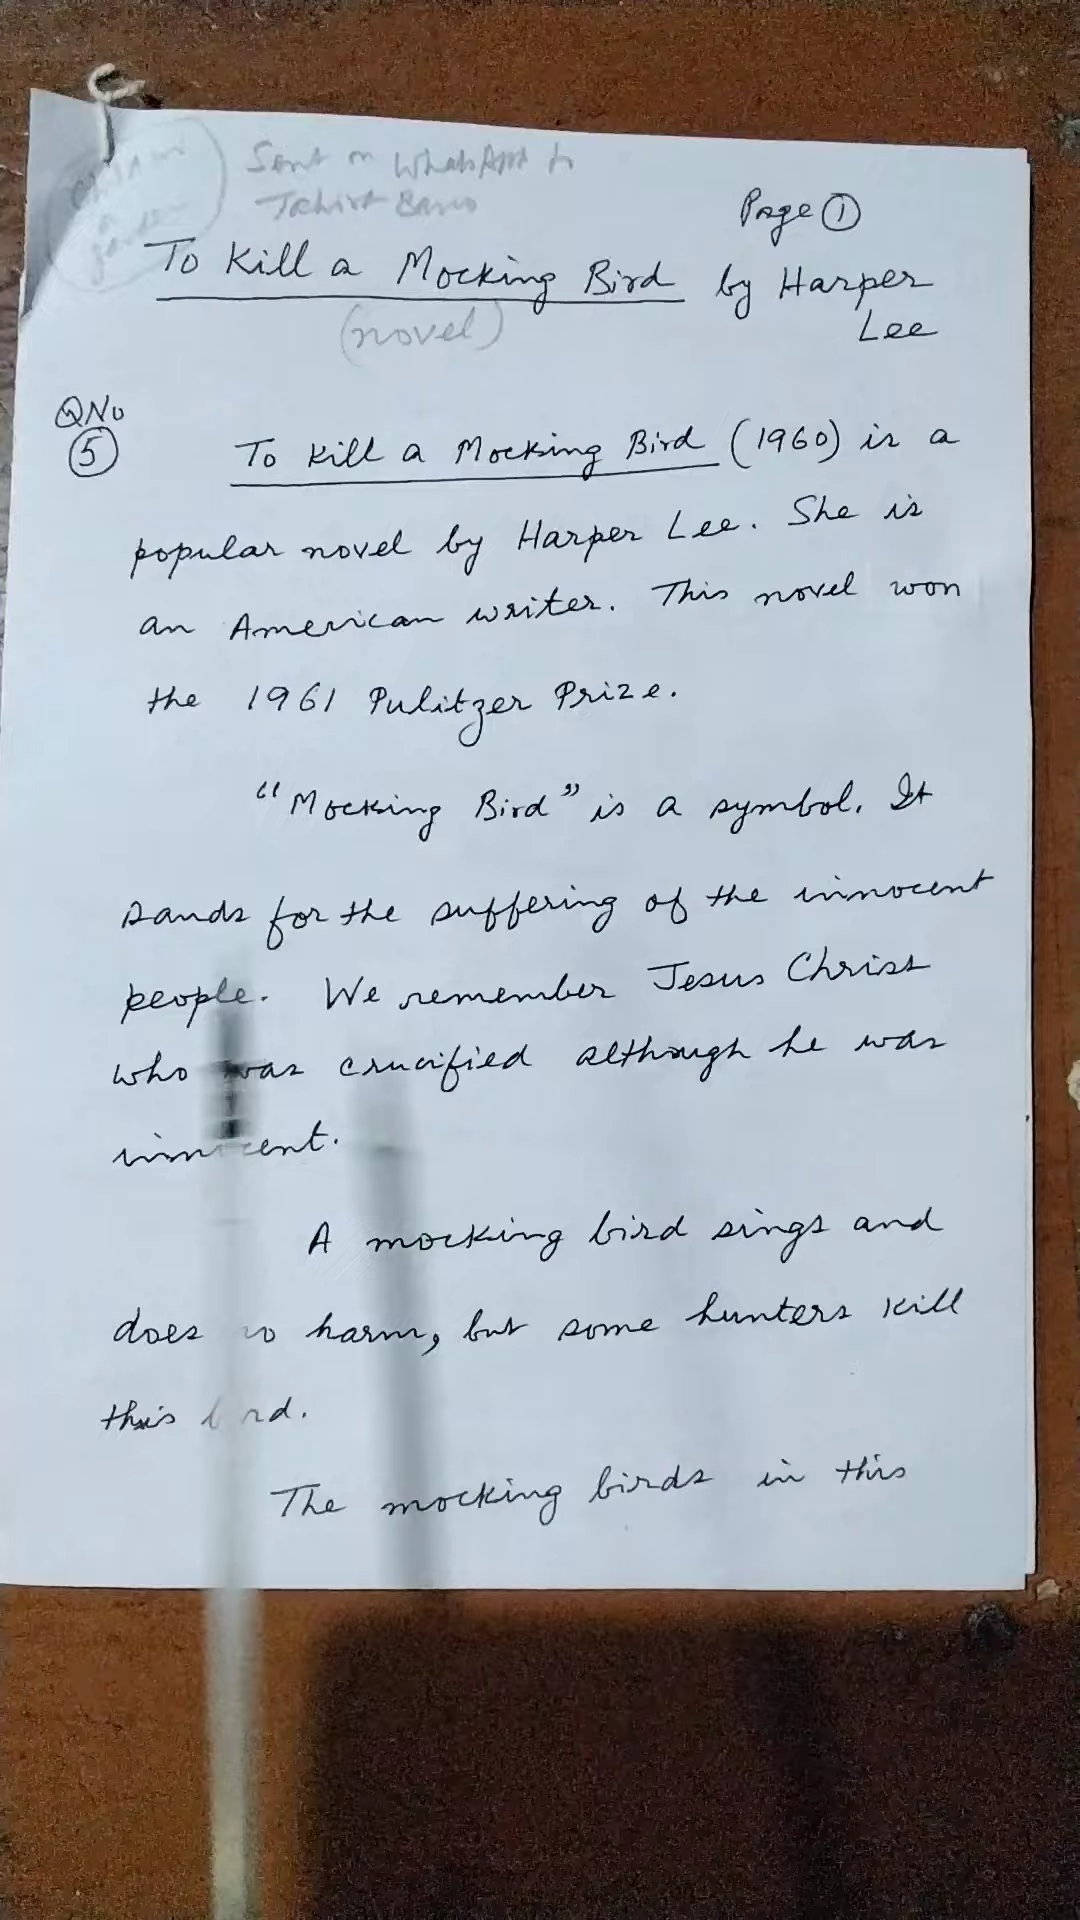 Sent on WhatsApp to
Page ①
To Kill a Mocking Bird by Harper
Lee
(novel)
QNo
⑤
To Kill a Mocking Bird (1960) is a
popular novel by Harper Lee. She is
an American writer. This novel won
the 1961 Pulitzer Prize.
"Mocking Bird" is a symbol. It
sands for the suffering of the innocent
people. We remember Jesus Christ
who was crucified although he was
innocent.
A mocking bird sings and
does no harm, but some hunters kill
this bird.
The mocking birds in this